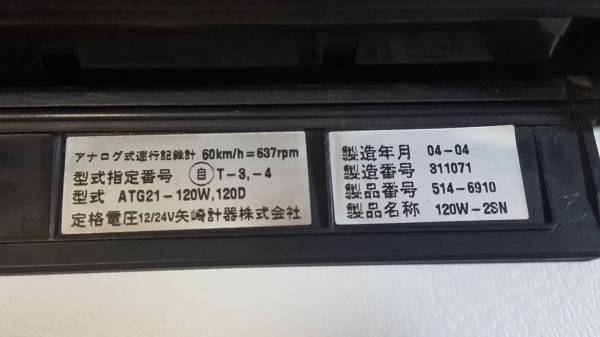 アナログ式運行記録計 60km/h=637rpm
型式指定番号 ㊀自 T-3,-4
型式 ATG21-120W,120D
定格電圧12/24V矢崎計器株式会社
製造年月 04-04
製造番号 311071
製品番号 514-6910
製品名称 120W-2SN